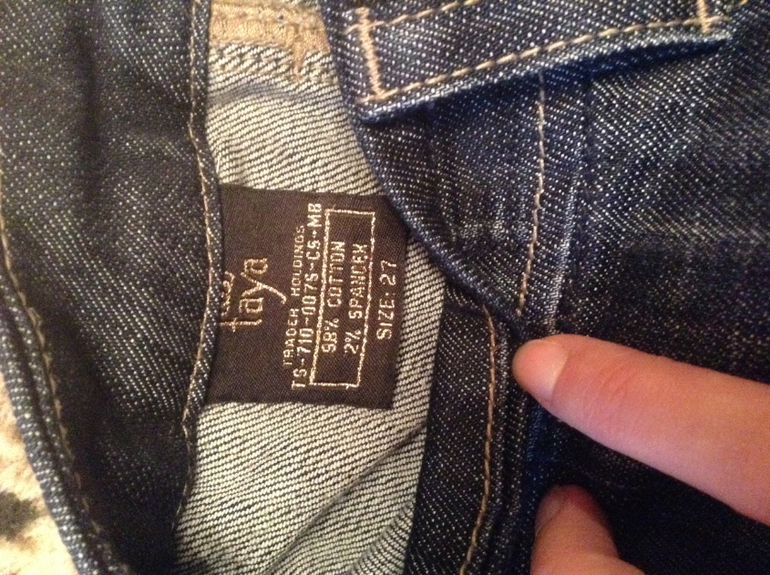 taya
TRADER HOLDINGS
TS-710-0075-CS-MB
98% COTTON
2% SPANDEX
SIZE: 27